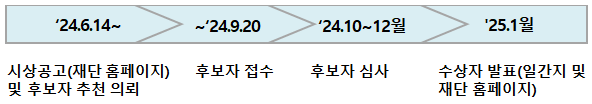 ‘24.6.14~
~‘24.9.20
‘24.10~12월
'25.1월
시상공고(재단 홈페이지)
및 후보자 추천 의뢰
후보자 접수
후보자 심사
수상자 발표(일간지 및
재단 홈페이지)